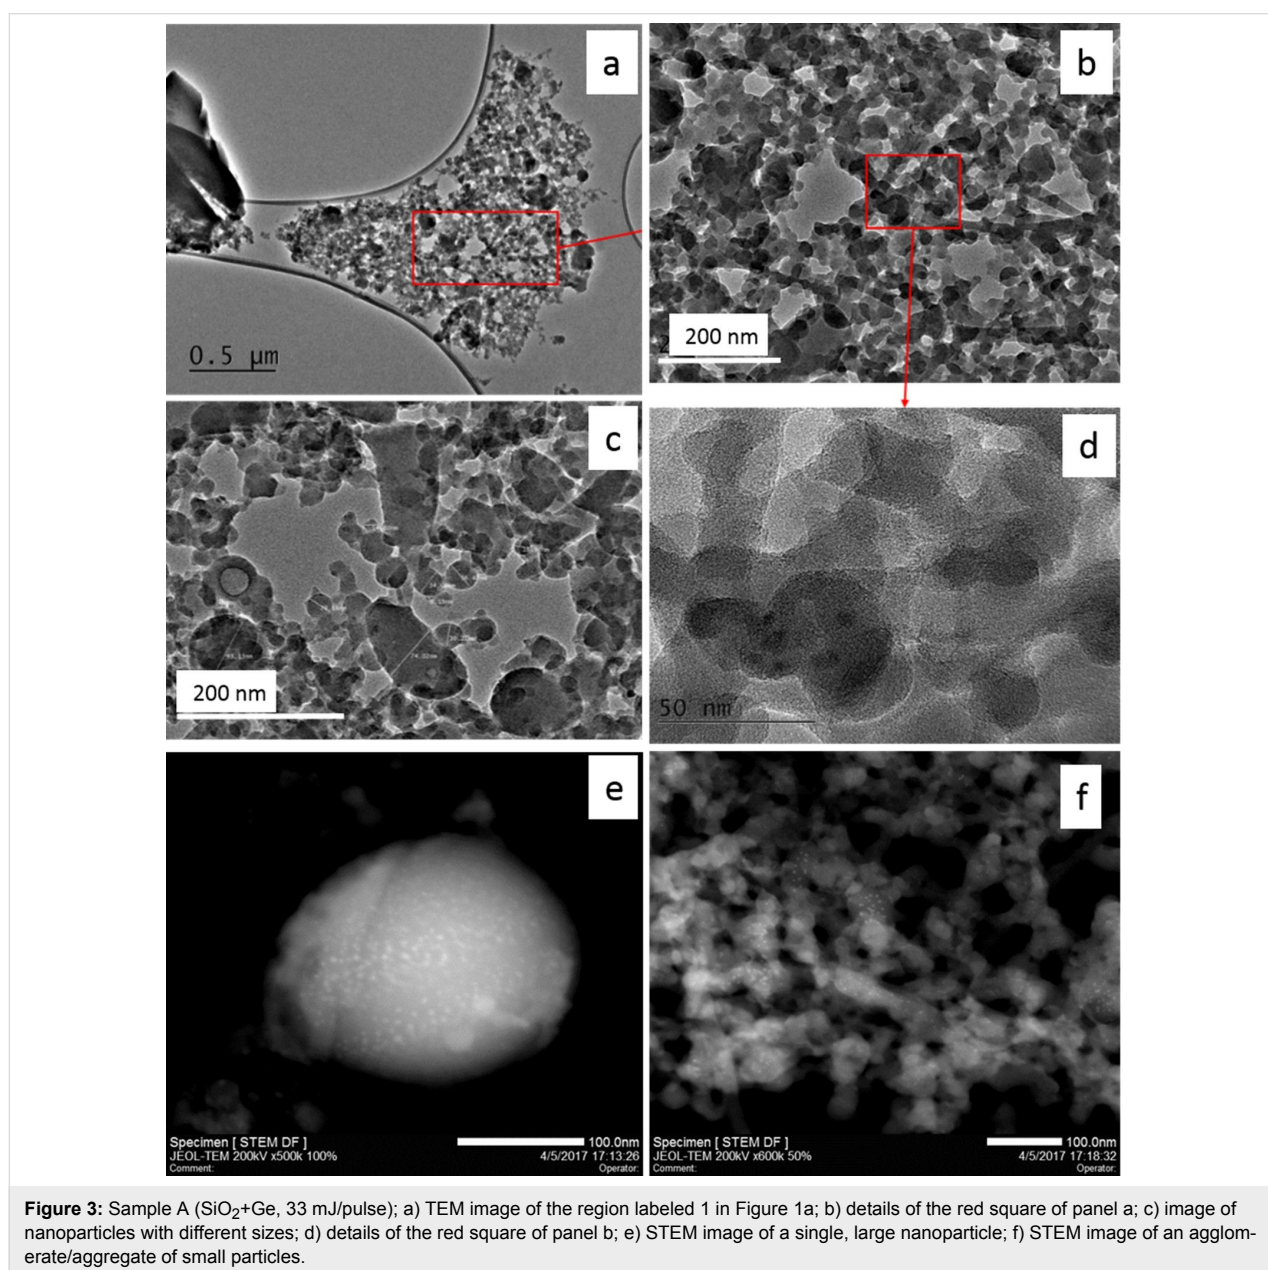 a
b
0.5 µm
200 nm
c
d
200 nm
50 nm
74.02nm
e
f
Specimen [ STEM DF ]
100.0nm
JEOL-TEM 200kV x500k 100%
4/5/2017 17:13:26
Comment:
Operator:
Specimen [ STEM DF ]
100.0nm
JEOL-TEM 200kV x600k 50%
4/5/2017 17:18:32
Comment:
Operator:
Figure 3: Sample A (SiO₂+Ge, 33 mJ/pulse); a) TEM image of the region labeled 1 in Figure 1a; b) details of the red square of panel a; c) image of
nanoparticles with different sizes; d) details of the red square of panel b; e) STEM image of a single, large nanoparticle; f) STEM image of an agglom-
erate/aggregate of small particles.